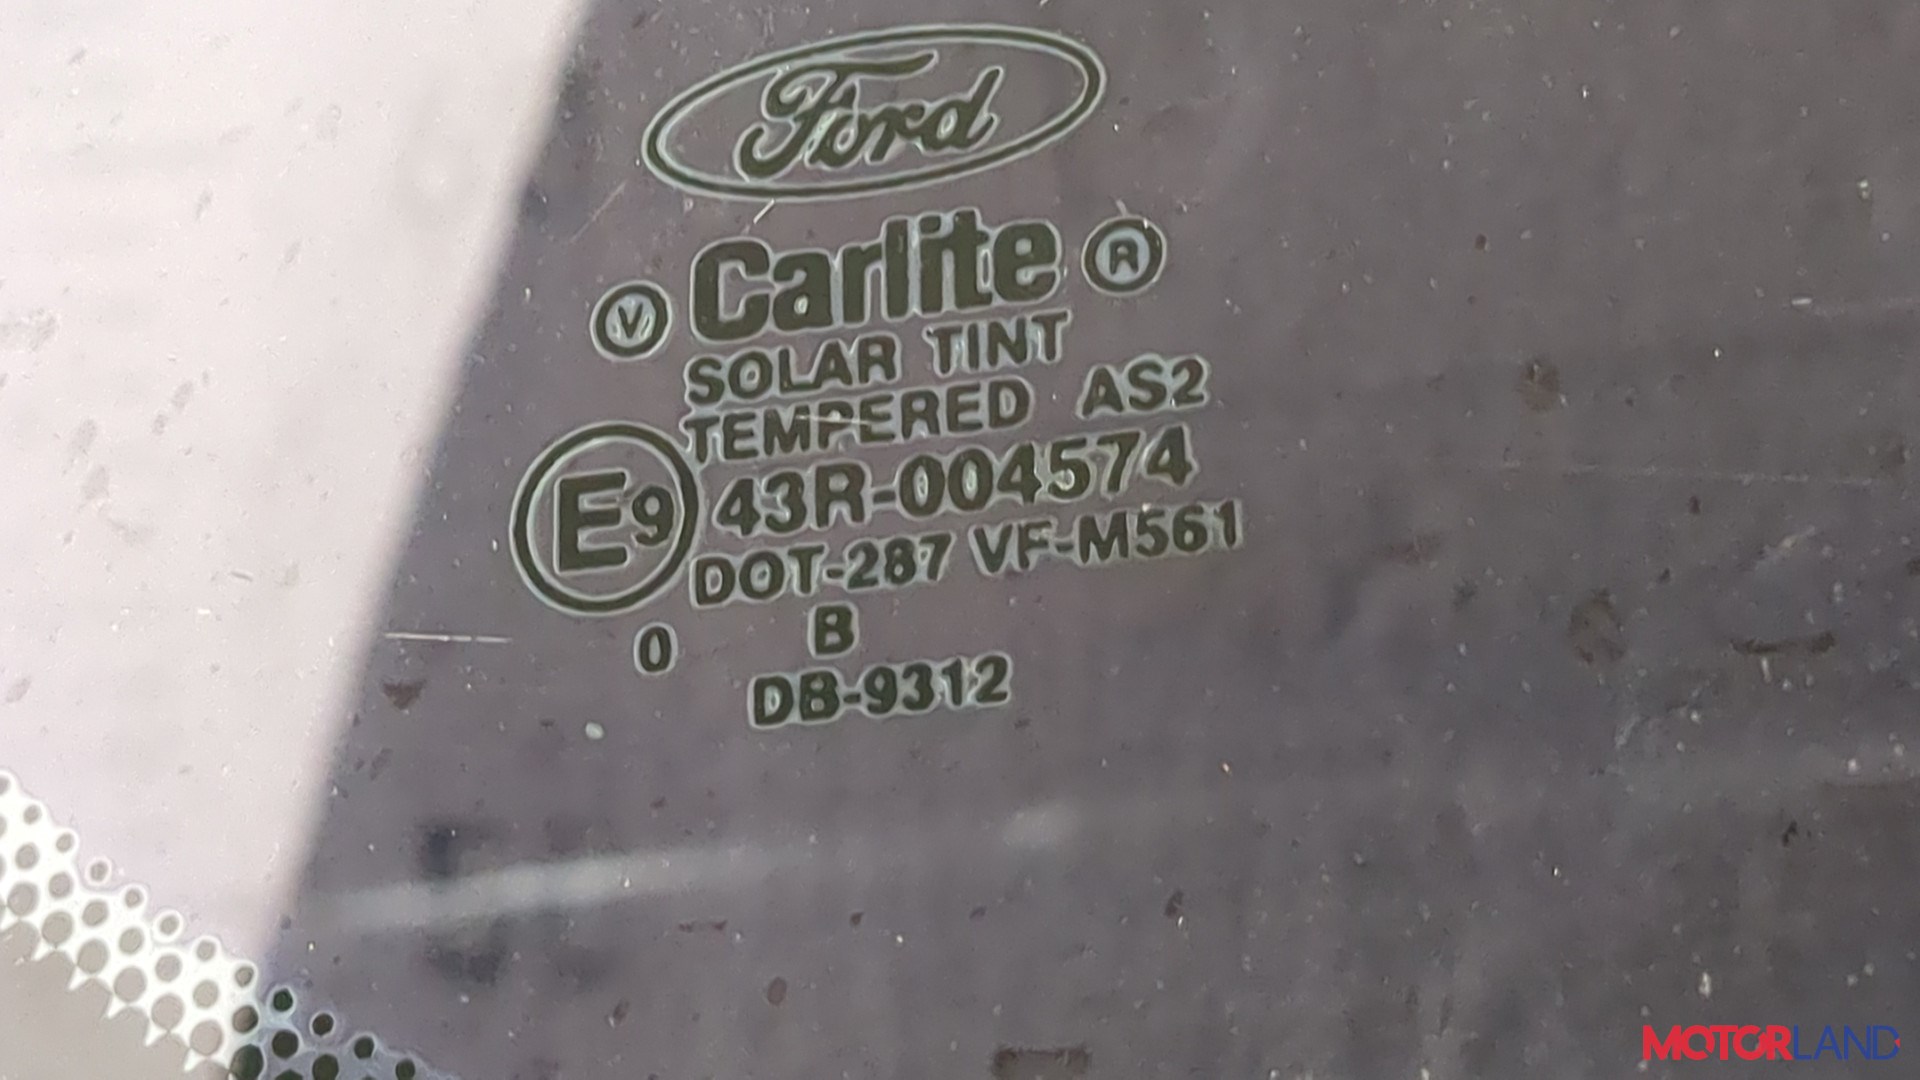 Ford
V Carlite R
SOLAR TINT
TEMPERED AS2
E9 43R-004574
DOT-287 VF-M561
0 B
DB-9312
MOTORLAND